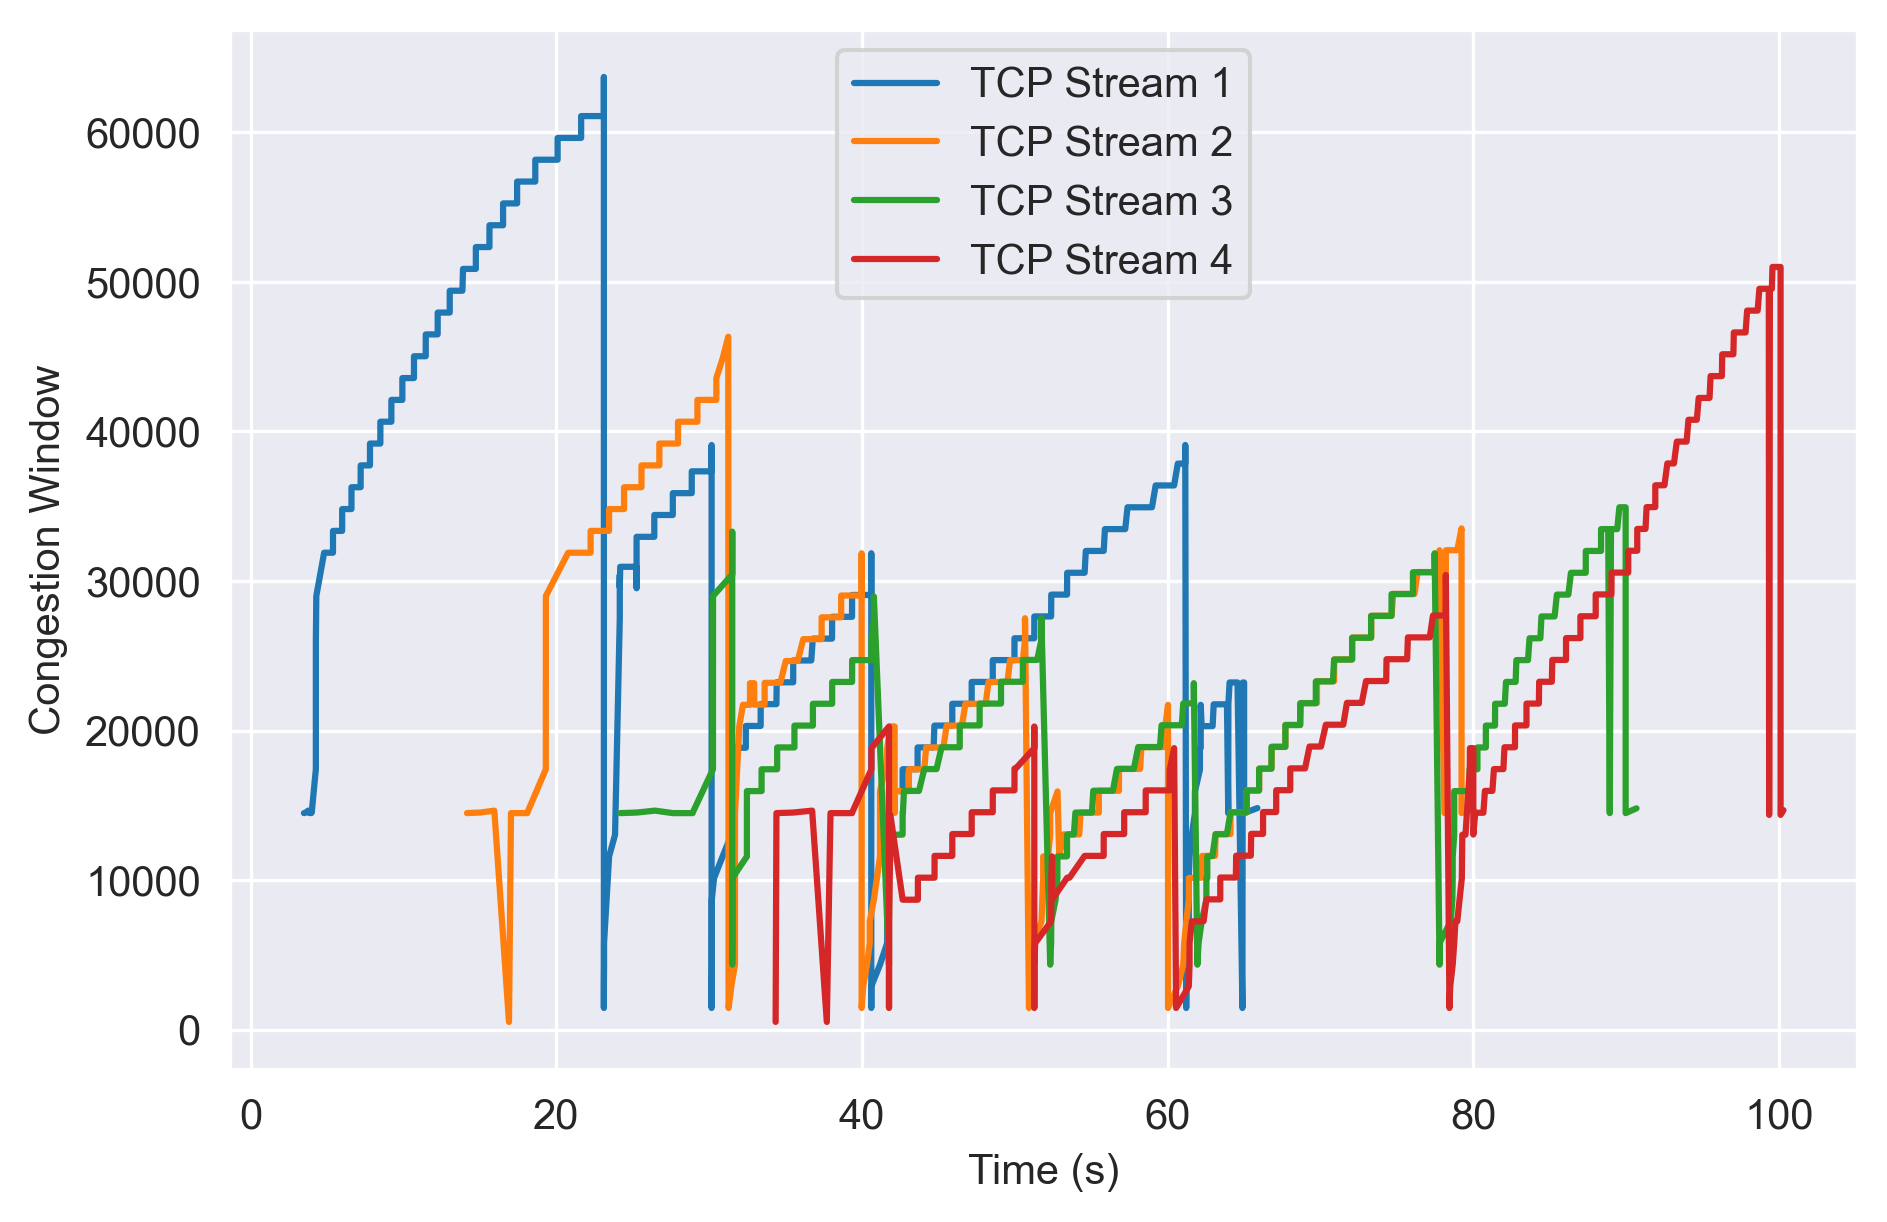 TCP Stream 1
TCP Stream 2
TCP Stream 3
TCP Stream 4
60000
50000
40000
30000
20000
10000
0
Congestion Window
0 20 40 60 80 100
Time (s)